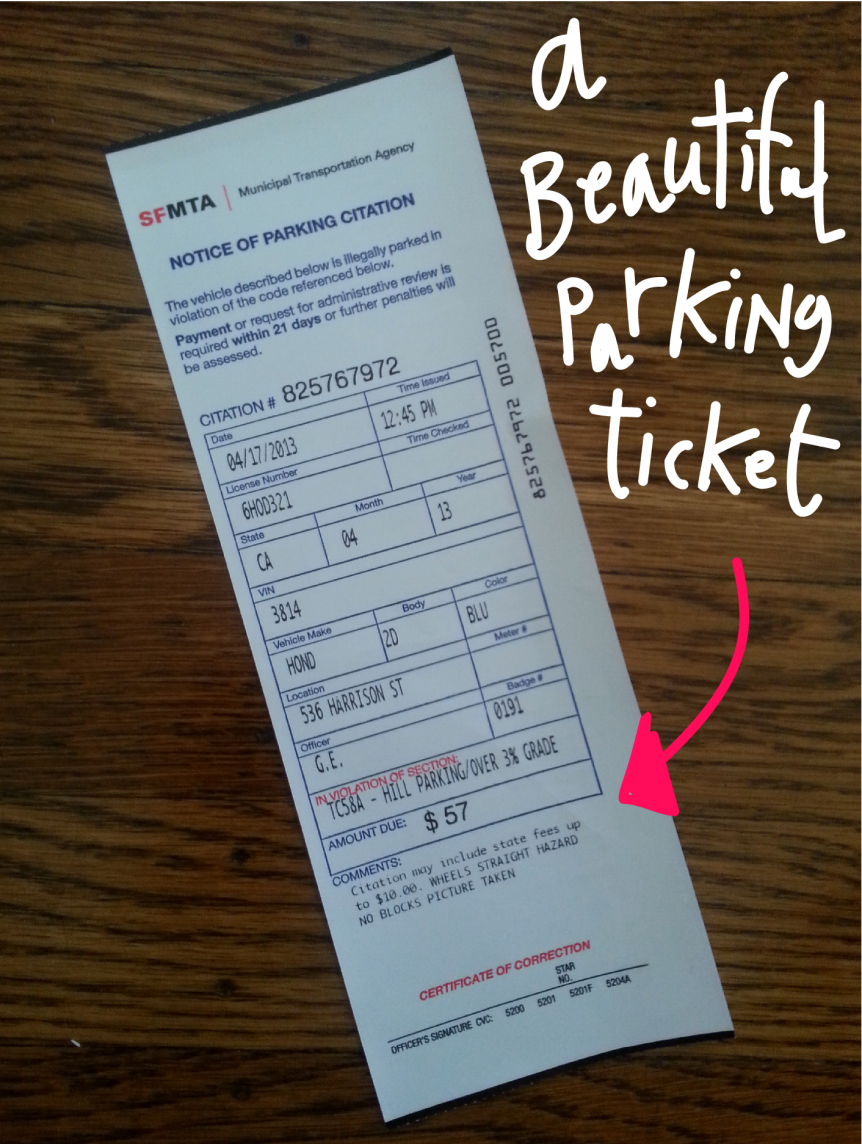 a
Beautiful
Parking
ticket
SFMTA | Municipal Transportation Agency
NOTICE OF PARKING CITATION
The vehicle described below is illegally parked in
violation of the code referenced below.
Payment or request for administrative review is
required within 21 days or further penalties will
be assessed.
CITATION # 825767972
825767972 005700
Date
Time Issued
04/17/2013
12:45 PM
License Number
Time Checked
6HOD321
State
Month
Year
CA
04
13
VIN
3814
Vehicle Make
Body
Color
HOND
2D
BLU
Location
Meter #
536 HARRISON ST
Officer
Badge #
G.E.
0191
IN VIOLATION OF SECTION:
TC58A - HILL PARKING/OVER 3% GRADE
AMOUNT DUE: $ 57
COMMENTS:
Citation may include state fees up
to $10.00. WHEELS STRAIGHT HAZARD
NO BLOCKS PICTURE TAKEN
CERTIFICATE OF CORRECTION
STAR
NO.
OFFICER'S SIGNATURE CVC: 5200 5201 5201F 5204A